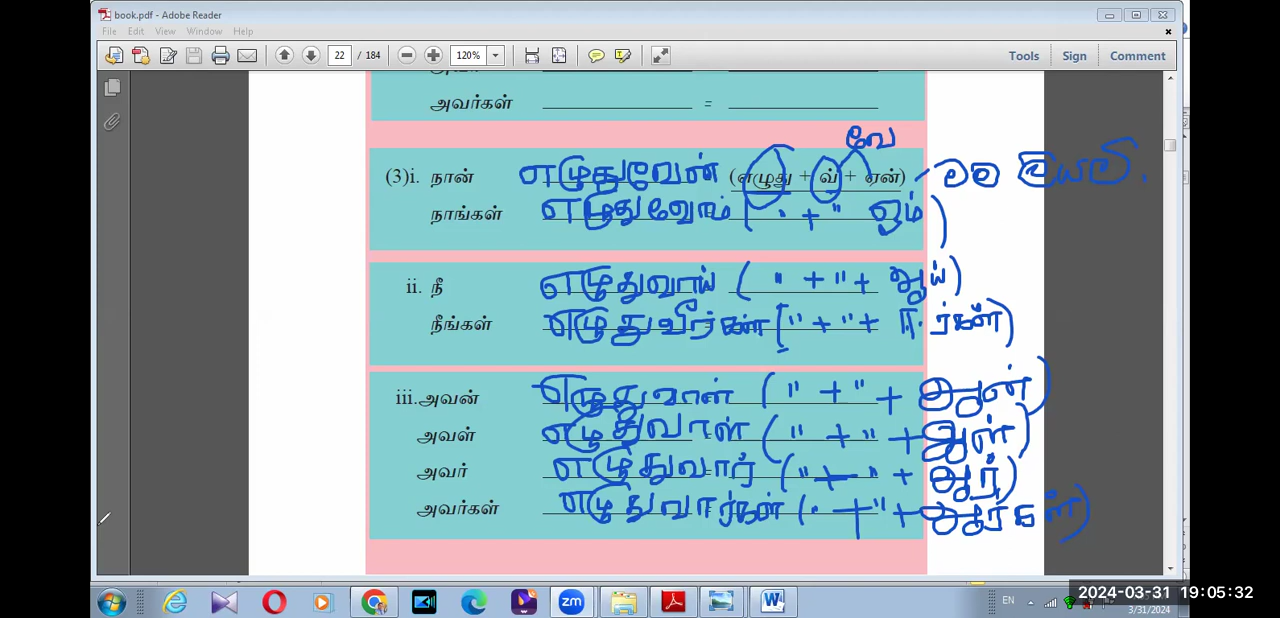 book.pdf - Adobe Reader
File Edit View Window Help
22 / 184 120% Tools Sign Comment
அவர்கள் =
வே
(3)i. நான் எழுதுவேன் (எழுது + வ் + ஏன்)
நாங்கள் எழுதுவோம் ( " + " ஓம் )
ii. நீ எழுதுவாய் ( " + " + ஆய் )
நீங்கள் எழுதுவீர்கள் [ " + " + ஈர்கள் )
iii. அவன் எழுதுவான் ( " + " + ஆன் )
அவள் எழுதுவாள் ( " + " + ஆள் )
அவர் எழுதுவார் ( " + " + ஆர் )
அவர்கள் எழுதுவார்கள் ( " + " + ஆர்கள் )
EN
2024-03-31 19:05:32
3/31/2024